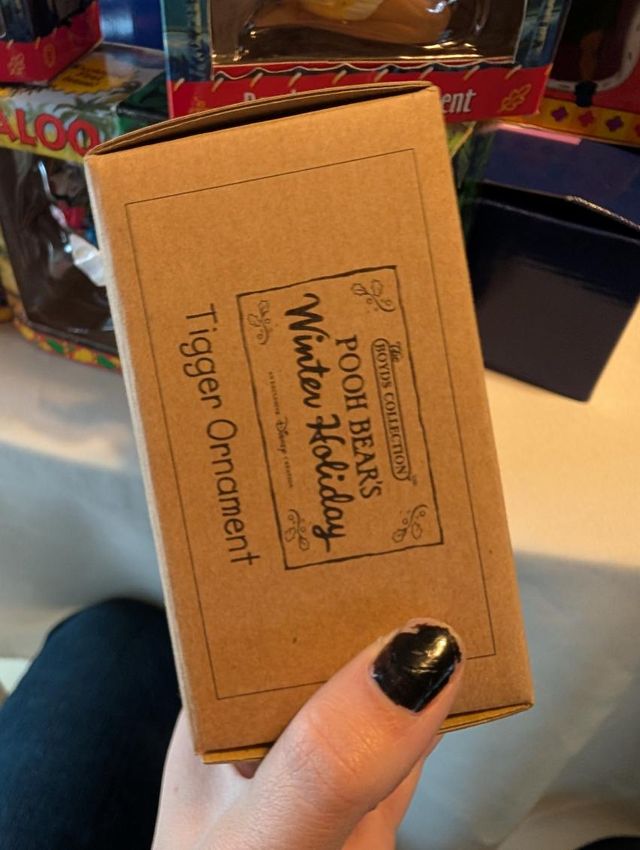 The
BOYDS COLLECTION
POOH BEAR'S
Winter Holiday
Disney
Tigger Ornament
ALOO
ent